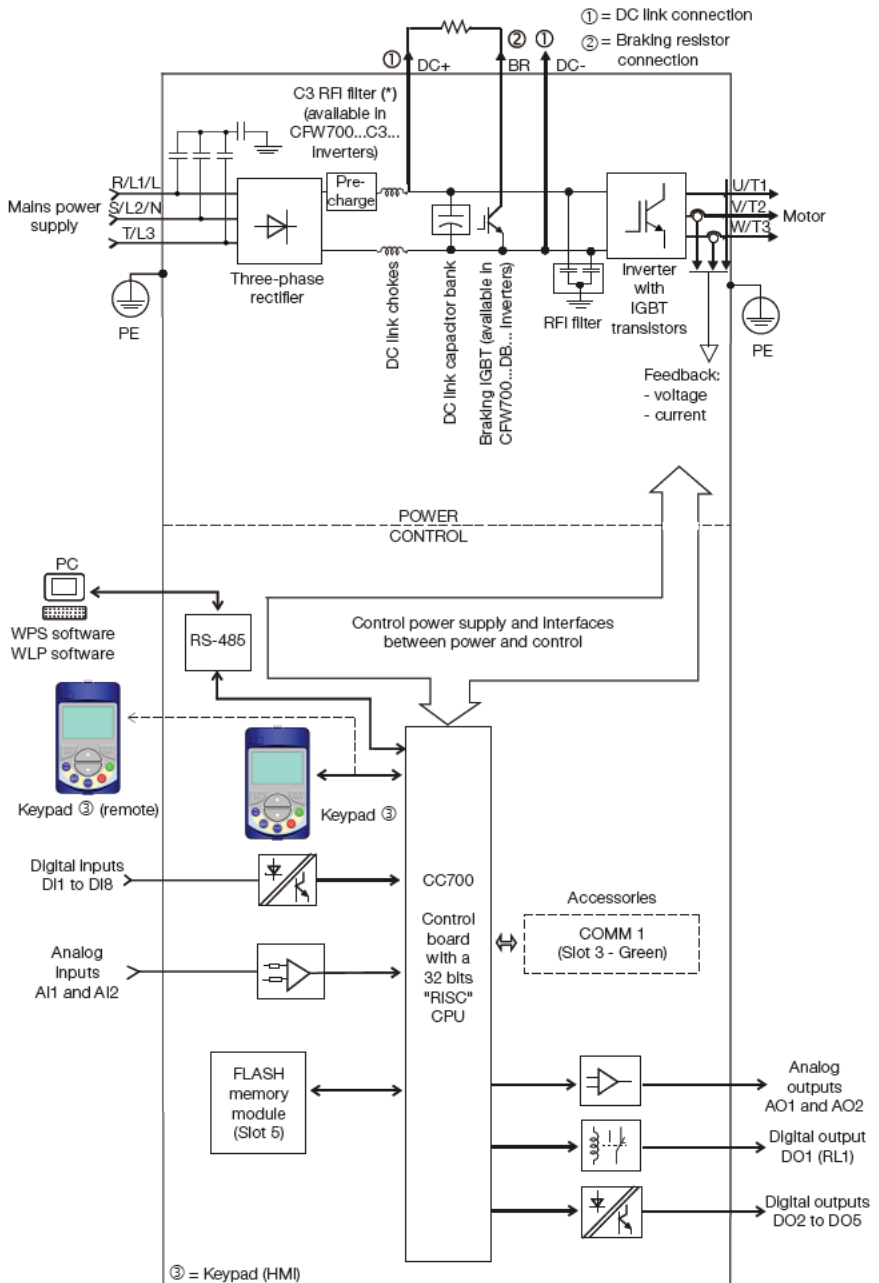 ① = DC link connection
② = Braking resistor
connection
① DC+
② BR
① DC-
C3 RFI filter (*)
(available in
CFW700...C3...
Inverters)
R/L1/L
S/L2/N
T/L3
Mains power
supply
PE
Three-phase
rectifier
Pre-
charge
DC link chokes
DC link capacitor bank
Braking IGBT (available in
CFW700...DB... Inverters)
RFI filter
Inverter
with
IGBT
transistors
U/T1
V/T2
W/T3
Motor
PE
Feedback:
- voltage
- current
POWER
CONTROL
PC
WPS software
WLP software
RS-485
Control power supply and interfaces
between power and control
Keypad ③ (remote)
Keypad ③
Digital inputs
DI1 to DI8
Analog
inputs
AI1 and AI2
CC700
Control
board
with a
32 bits
"RISC"
CPU
Accessories
COMM 1
(Slot 3 - Green)
FLASH
memory
module
(Slot 5)
Analog
outputs
AO1 and AO2
Digital output
DO1 (RL1)
Digital outputs
DO2 to DO5
③ = Keypad (HMI)